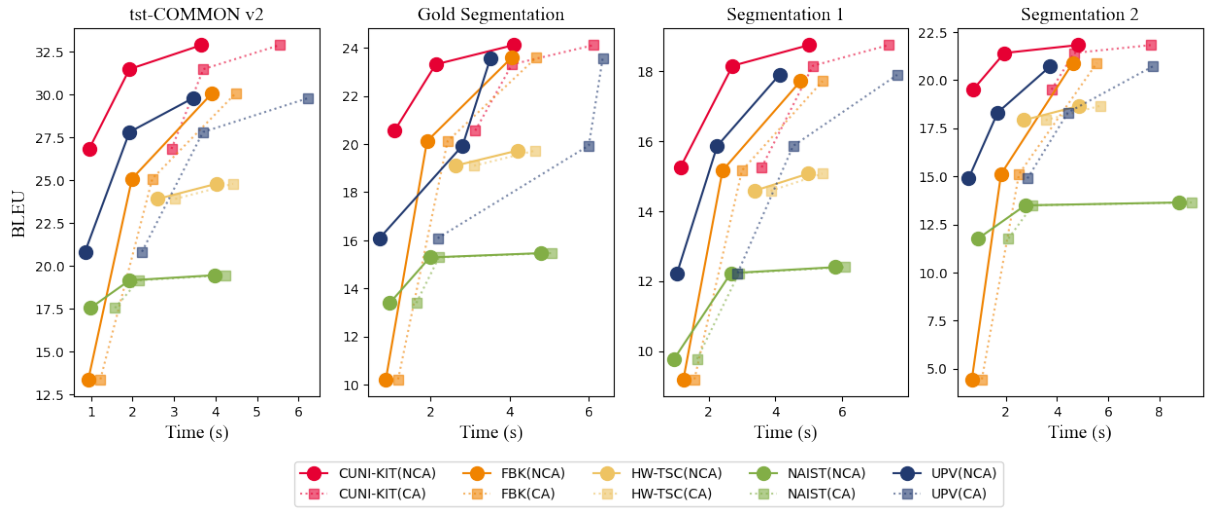 tst-COMMON v2
Gold Segmentation
Segmentation 1
Segmentation 2
BLEU
32.5
30.0
27.5
25.0
22.5
20.0
17.5
15.0
12.5
1 2 3 4 5 6
Time (s)
24
22
20
18
16
14
12
10
2 4 6
Time (s)
18
16
14
12
10
2 4 6
Time (s)
22.5
20.0
17.5
15.0
12.5
10.0
7.5
5.0
2 4 6 8
Time (s)
CUNI-KIT(NCA) FBK(NCA) HW-TSC(NCA) NAIST(NCA) UPV(NCA)
CUNI-KIT(CA) FBK(CA) HW-TSC(CA) NAIST(CA) UPV(CA)